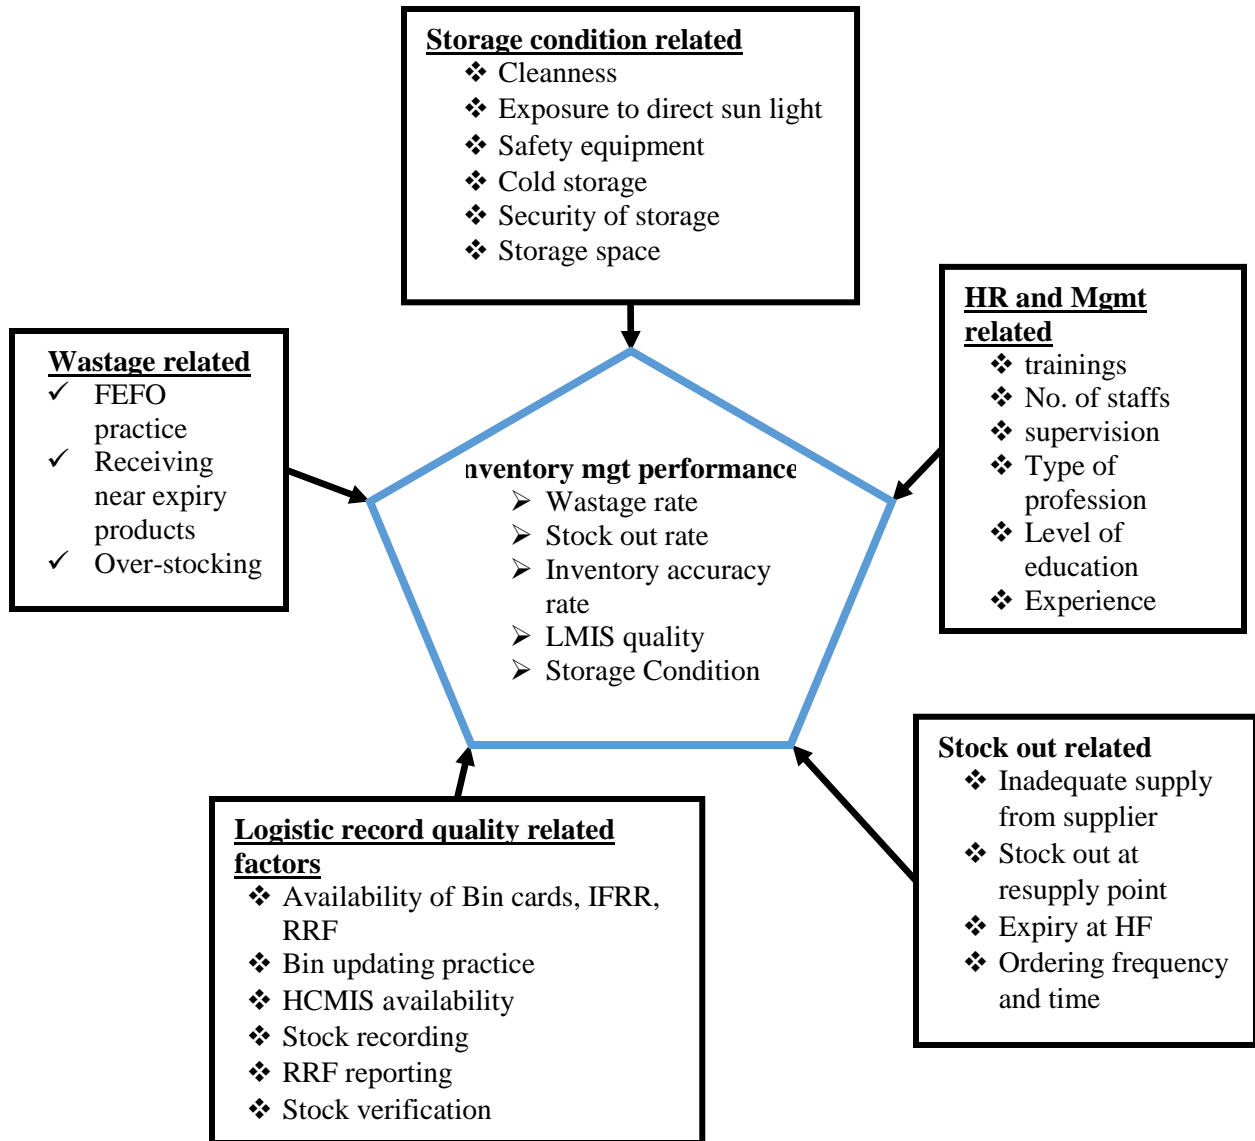 Storage condition related
❖ Cleanness
❖ Exposure to direct sun light
❖ Safety equipment
❖ Cold storage
❖ Security of storage
❖ Storage space
HR and Mgmt
related
❖ trainings
❖ No. of staffs
❖ supervision
❖ Type of
profession
❖ Level of
education
❖ Experience
Wastage related
✓ FEFO
practice
✓ Receiving
near expiry
products
✓ Over-stocking
nventory mgt performance
➢ Wastage rate
➢ Stock out rate
➢ Inventory accuracy
rate
➢ LMIS quality
➢ Storage Condition
Stock out related
❖ Inadequate supply
from supplier
❖ Stock out at
resupply point
❖ Expiry at HF
❖ Ordering frequency
and time
Logistic record quality related
factors
❖ Availability of Bin cards, IFRR,
RRF
❖ Bin updating practice
❖ HCMIS availability
❖ Stock recording
❖ RRF reporting
❖ Stock verification